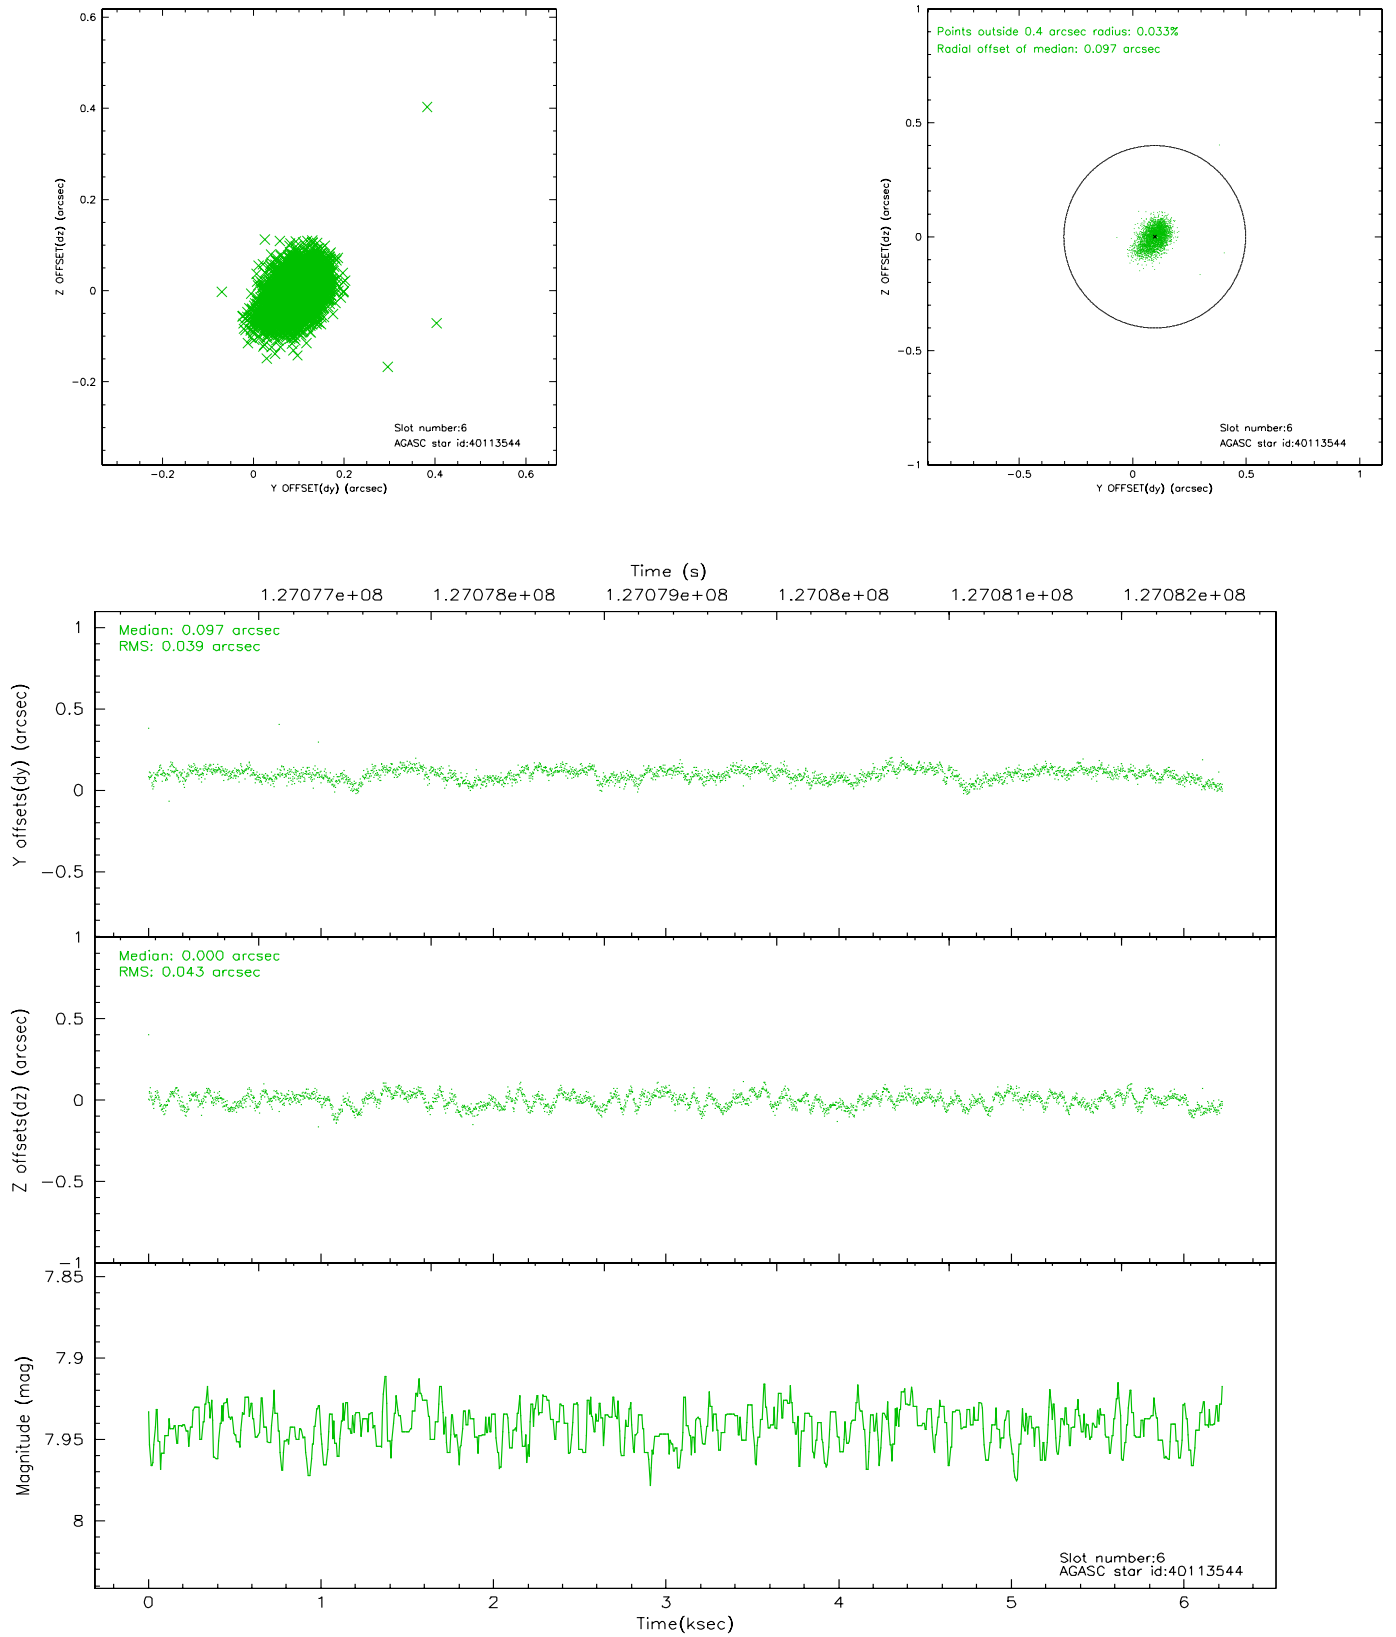 0.6
0.4
0.2
0
−0.2
Z OFFSET(dz) (arcsec)
Slot number:6
AGASC star id:40113544
−0.2 0 0.2 0.4 0.6
Y OFFSET(dy) (arcsec)
Points outside 0.4 arcsec radius: 0.033%
Radial offset of median: 0.097 arcsec
1
0.5
0
−0.5
−1
Z OFFSET(dz) (arcsec)
Slot number:6
AGASC star id:40113544
−0.5 0 0.5 1
Y OFFSET(dy) (arcsec)
Time (s)
1.27077e+08 1.27078e+08 1.27079e+08 1.2708e+08 1.27081e+08 1.27082e+08
Median: 0.097 arcsec
RMS: 0.039 arcsec
1
0.5
0
−0.5
Y offsets(dy) (arcsec)
Median: 0.000 arcsec
RMS: 0.043 arcsec
1
0.5
0
−0.5
−1
Z offsets(dz) (arcsec)
7.85
7.9
7.95
8
Magnitude (mag)
Slot number:6
AGASC star id:40113544
0 1 2 3 4 5 6
Time(ksec)